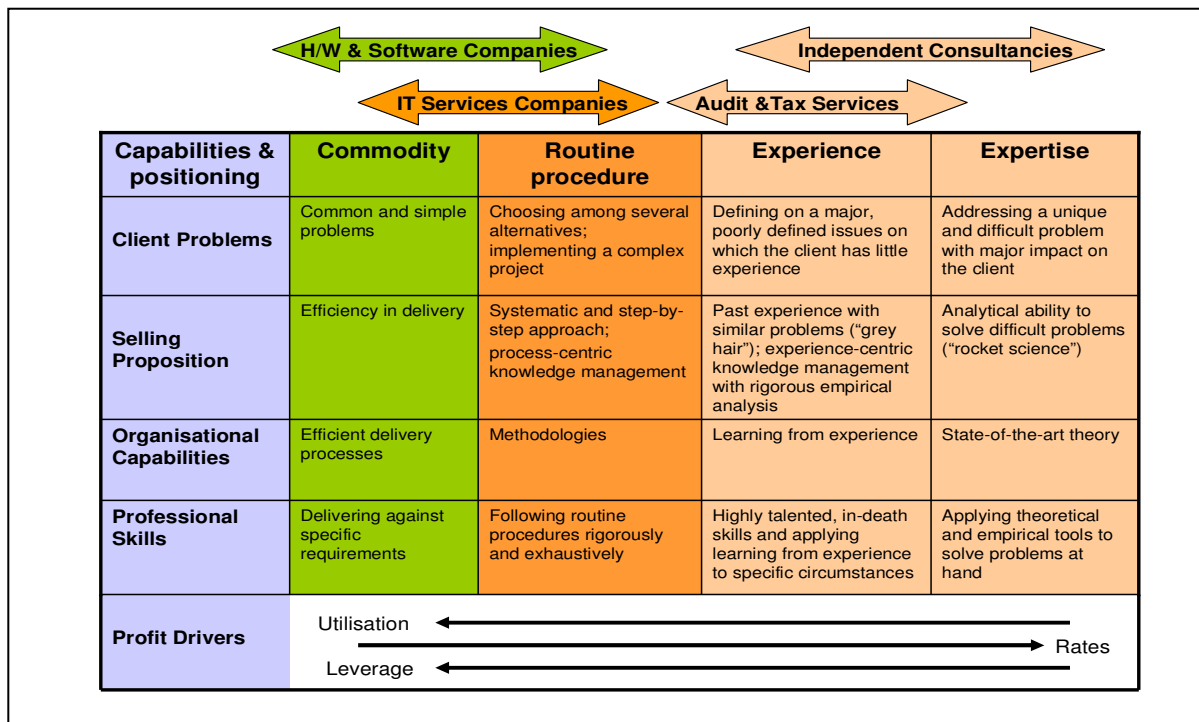 H/W & Software Companies
Independent Consultancies
IT Services Companies
Audit &Tax Services
Capabilities &
positioning
Commodity
Routine
procedure
Experience
Expertise
Client Problems
Common and simple
problems
Choosing among several
alternatives;
implementing a complex
project
Defining on a major,
poorly defined issues on
which the client has little
experience
Addressing a unique
and difficult problem
with major impact on
the client
Selling
Proposition
Efficiency in delivery
Systematic and step-by-
step approach;
process-centric
knowledge management
Past experience with
similar problems (“grey
hair”); experience-centric
knowledge management
with rigorous empirical
analysis
Analytical ability to
solve difficult problems
(“rocket science”)
Organisational
Capabilities
Efficient delivery
processes
Methodologies
Learning from experience
State-of-the-art theory
Professional
Skills
Delivering against
specific
requirements
Following routine
procedures rigorously
and exhaustively
Highly talented, in-death
skills and applying
learning from experience
to specific circumstances
Applying theoretical
and empirical tools to
solve problems at
hand
Profit Drivers
Utilisation
Rates
Leverage